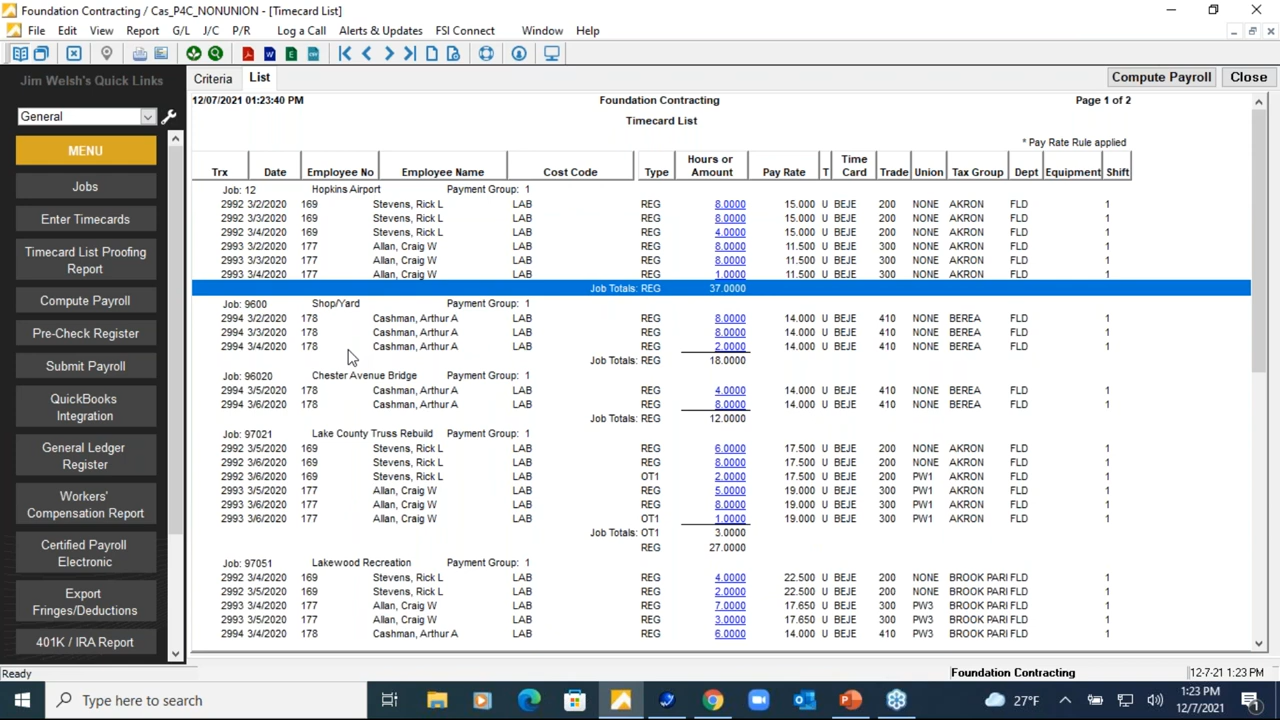 Foundation Contracting / Cas_P4C_NONUNION - [Timecard List]
File Edit View Report G/L J/C P/R Log a Call Alerts & Updates FSI Connect Window Help
Jim Welsh's Quick Links
General
MENU
Jobs
Enter Timecards
Timecard List Proofing
Report
Compute Payroll
Pre-Check Register
Submit Payroll
QuickBooks
Integration
General Ledger
Register
Workers'
Compensation Report
Certified Payroll
Electronic
Export
Fringes/Deductions
401K / IRA Report
Criteria List Compute Payroll Close
12/07/2021 01:23:40 PM Foundation Contracting Page 1 of 2
Timecard List
* Pay Rate Rule applied
Trx Date Employee No Employee Name Cost Code Type Hours or Amount Pay Rate T Time Card Trade Union Tax Group Dept Equipment Shift
Job: 12 Hopkins Airport Payment Group: 1
2992 3/2/2020 169 Stevens, Rick L LAB REG 8.0000 15.000 U BEJE 200 NONE AKRON FLD 1
2992 3/3/2020 169 Stevens, Rick L LAB REG 8.0000 15.000 U BEJE 200 NONE AKRON FLD 1
2992 3/4/2020 169 Stevens, Rick L LAB REG 4.0000 15.000 U BEJE 200 NONE AKRON FLD 1
2993 3/2/2020 177 Allan, Craig W LAB REG 8.0000 11.500 U BEJE 300 NONE AKRON FLD 1
2993 3/3/2020 177 Allan, Craig W LAB REG 8.0000 11.500 U BEJE 300 NONE AKRON FLD 1
2993 3/4/2020 177 Allan, Craig W LAB REG 1.0000 11.500 U BEJE 300 NONE AKRON FLD 1
Job Totals: REG 37.0000
Job: 9600 Shop/Yard Payment Group: 1
2994 3/2/2020 178 Cashman, Arthur A LAB REG 8.0000 14.000 U BEJE 410 NONE BEREA FLD 1
2994 3/3/2020 178 Cashman, Arthur A LAB REG 8.0000 14.000 U BEJE 410 NONE BEREA FLD 1
2994 3/4/2020 178 Cashman, Arthur A LAB REG 2.0000 14.000 U BEJE 410 NONE BEREA FLD 1
Job Totals: REG 18.0000
Job: 96020 Chester Avenue Bridge Payment Group: 1
2994 3/5/2020 178 Cashman, Arthur A LAB REG 4.0000 14.000 U BEJE 410 NONE BEREA FLD 1
2994 3/6/2020 178 Cashman, Arthur A LAB REG 8.0000 14.000 U BEJE 410 NONE BEREA FLD 1
Job Totals: REG 12.0000
Job: 97021 Lake County Truss Rebuild Payment Group: 1
2992 3/5/2020 169 Stevens, Rick L LAB REG 6.0000 17.500 U BEJE 200 NONE AKRON FLD 1
2992 3/6/2020 169 Stevens, Rick L LAB REG 8.0000 17.500 U BEJE 200 PW1 AKRON FLD 1
2992 3/6/2020 169 Stevens, Rick L LAB OT1 2.0000 17.500 U BEJE 200 PW1 AKRON FLD 1
2993 3/5/2020 177 Allan, Craig W LAB REG 5.0000 19.000 U BEJE 300 PW1 AKRON FLD 1
2993 3/6/2020 177 Allan, Craig W LAB REG 8.0000 19.000 U BEJE 300 PW1 AKRON FLD 1
2993 3/6/2020 177 Allan, Craig W LAB OT1 1.0000 19.000 U BEJE 300 PW1 AKRON FLD 1
Job Totals: OT1 3.0000
REG 27.0000
Job: 97051 Lakewood Recreation Payment Group: 1
2992 3/4/2020 169 Stevens, Rick L LAB REG 4.0000 22.500 U BEJE 200 NONE BROOK PARI FLD 1
2992 3/5/2020 169 Stevens, Rick L LAB REG 2.0000 22.500 U BEJE 200 NONE BROOK PARI FLD 1
2993 3/4/2020 177 Allan, Craig W LAB REG 7.0000 17.650 U BEJE 300 PW3 BROOK PARI FLD 1
2993 3/5/2020 177 Allan, Craig W LAB REG 3.0000 17.650 U BEJE 300 PW3 BROOK PARI FLD 1
2994 3/4/2020 178 Cashman, Arthur A LAB REG 6.0000 14.000 U BEJE 410 PW3 BROOK PARI FLD 1
Ready Foundation Contracting 12-7-21 1:23 PM
Type here to search 27°F 1:23 PM
12/7/2021